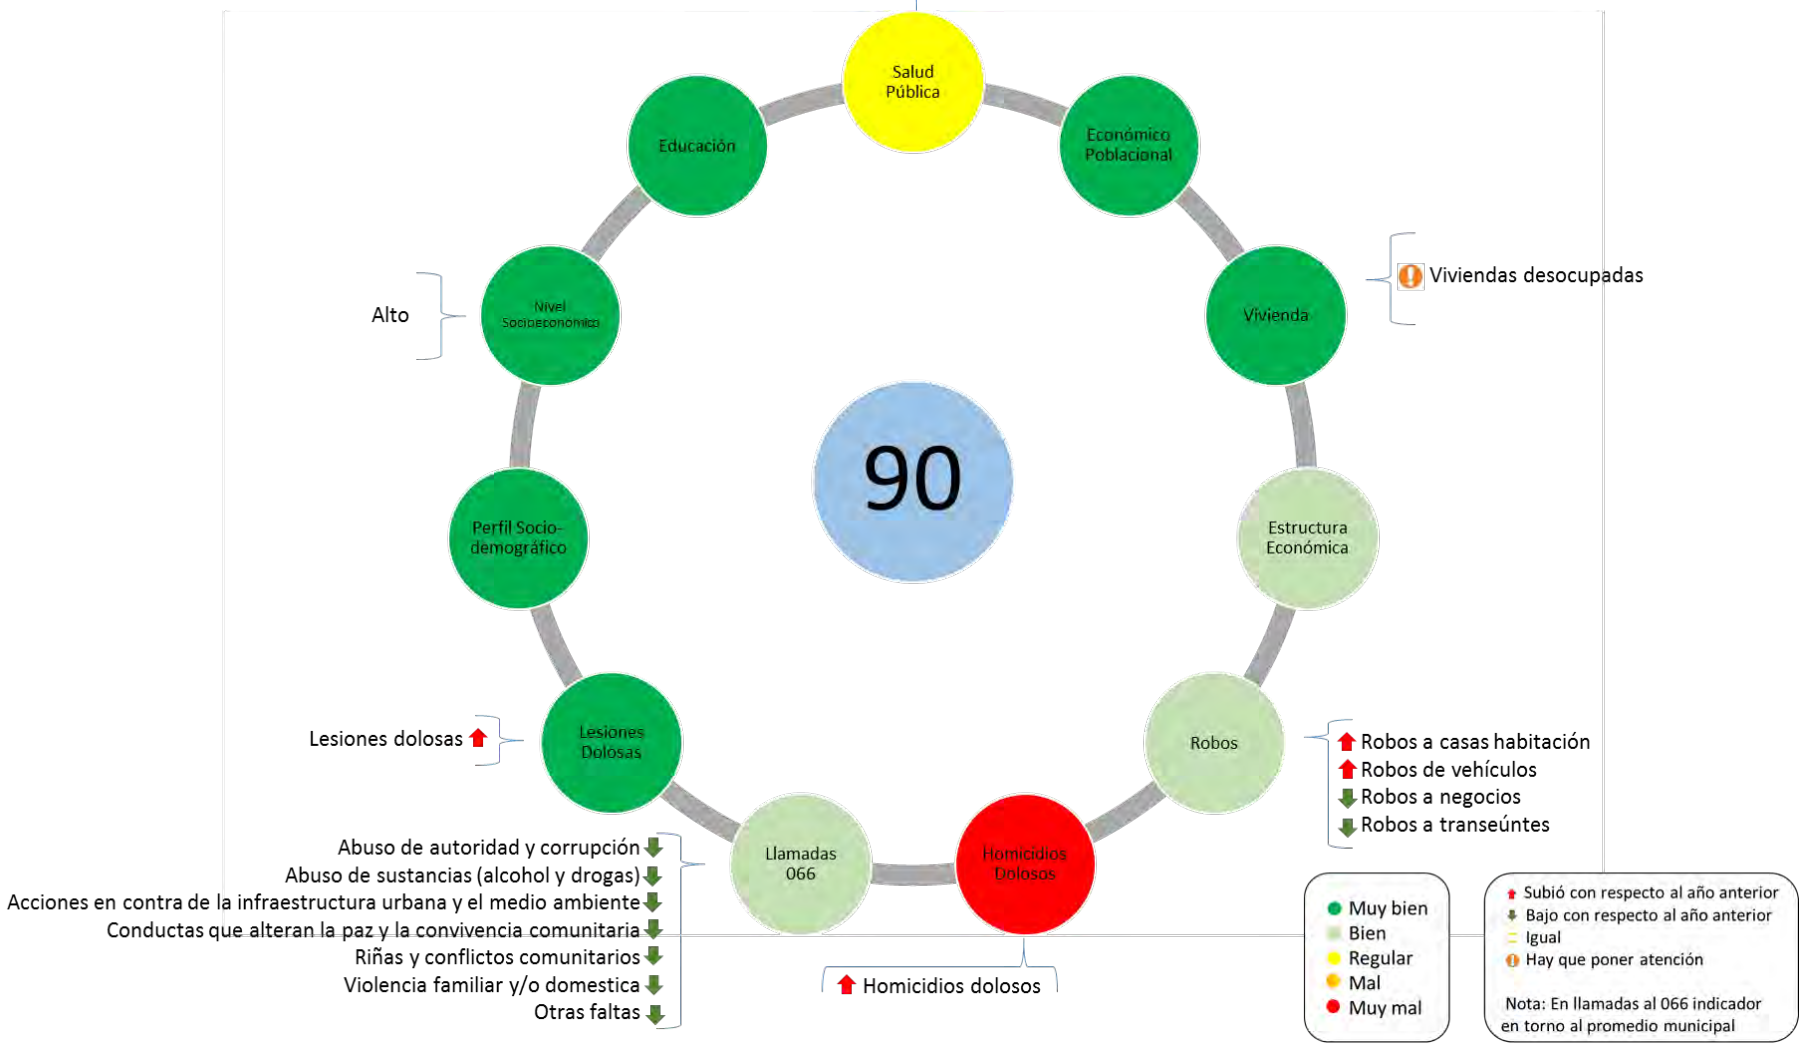 Salud
Pública
Educación
Económico
Poblacional
Alto
Nivel
Socioeconómico
Vivienda
Viviendas desocupadas
90
Perfil Socio-
demográfico
Estructura
Económica
Lesiones dolosas
Lesiones
Dolosas
Robos
Robos a casas habitación
Robos de vehículos
Robos a negocios
Robos a transeúntes
Abuso de autoridad y corrupción
Abuso de sustancias (alcohol y drogas)
Acciones en contra de la infraestructura urbana y el medio ambiente
Conductas que alteran la paz y la convivencia comunitaria
Riñas y conflictos comunitarios
Violencia familiar y/o domestica
Otras faltas
Llamadas
066
Homicidios
Dolosos
Homicidios dolosos
Muy bien
Bien
Regular
Mal
Muy mal
Subió con respecto al año anterior
Bajo con respecto al año anterior
Igual
Hay que poner atención
Nota: En llamadas al 066 indicador
en torno al promedio municipal